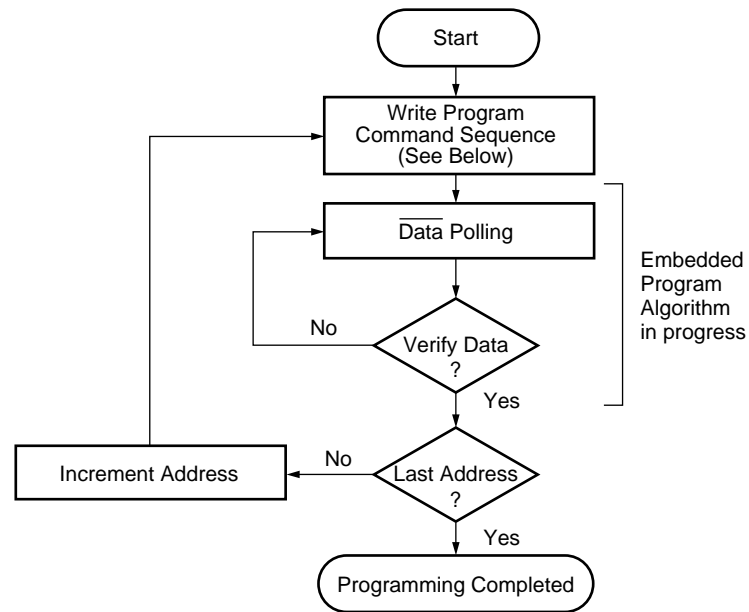 Start
Write Program
Command Sequence
(See Below)
Data Polling
Embedded
Program
Algorithm
in progress
No
Verify Data
?
Yes
Increment Address
No
Last Address
?
Yes
Programming Completed